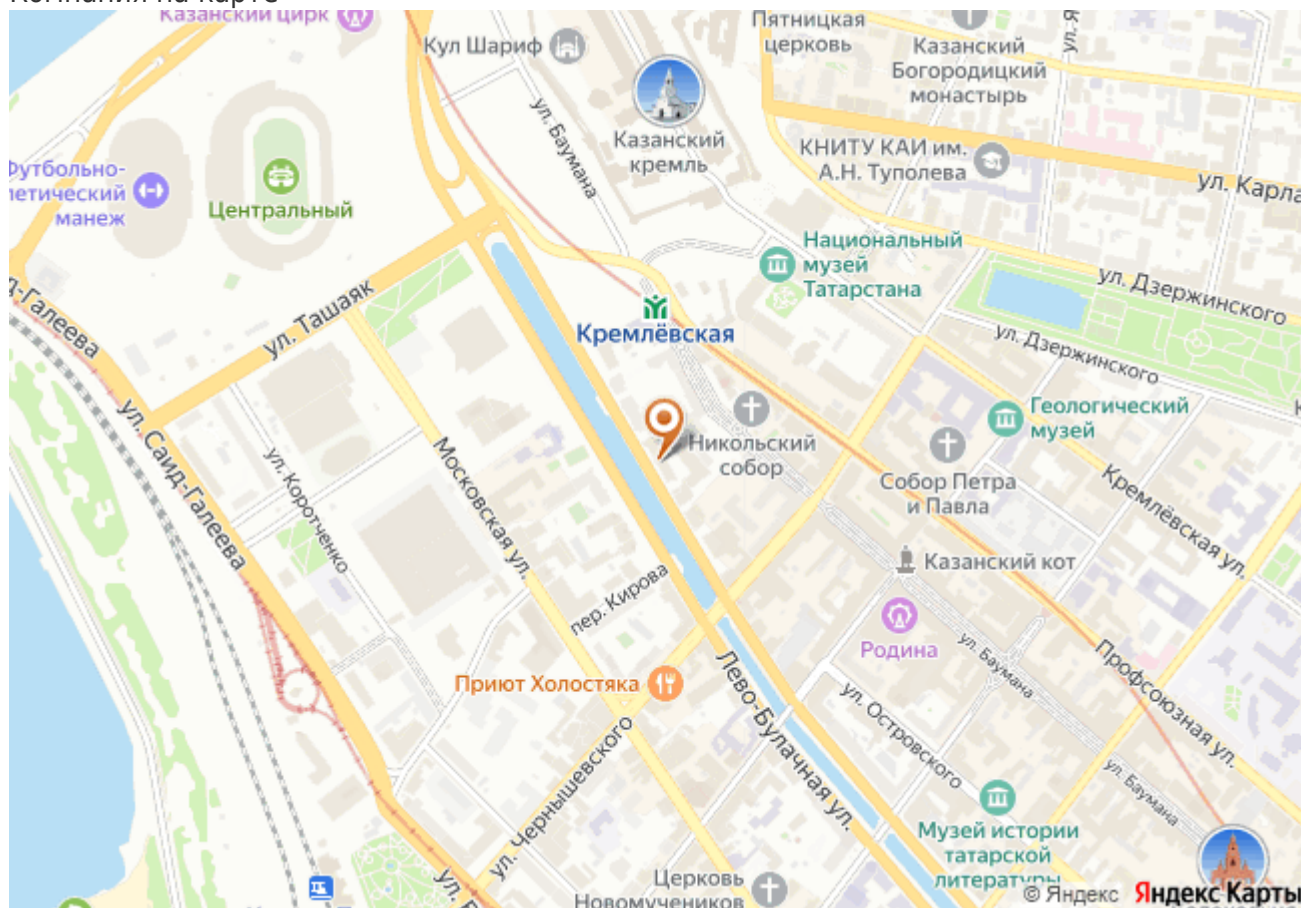 Компания на карте
Казанский цирк
Кул Шариф
Пятницкая
церковь
Казанский
Богородицкий
монастырь
ул. Баумана
Казанский
кремль
КНИТУ КАИ им.
А.Н. Туполева
ул. Карла
Футбольно-
летический
манеж
Центральный
Национальный
музей
Татарстана
ул. Дзержинского
ул. Ташаяк
Кремлёвская
ул. Дзержинского
д-Галеева
Геологический
музей
Никольский
собор
Собор Петра
и Павла
ул. Саид-Галеева
ул. Коротченко
Московская ул.
Кремлёвская ул.
Казанский кот
пер. Кирова
Родина
ул. Баумана
Профсоюзная ул.
Приют Холостяка
Лево-Булачная ул.
ул. Островского
ул. Чернышевского
ул. Баумана
Музей истории
татарской
литературы
Церковь
Новомучеников
© Яндекс Яндекс Карты